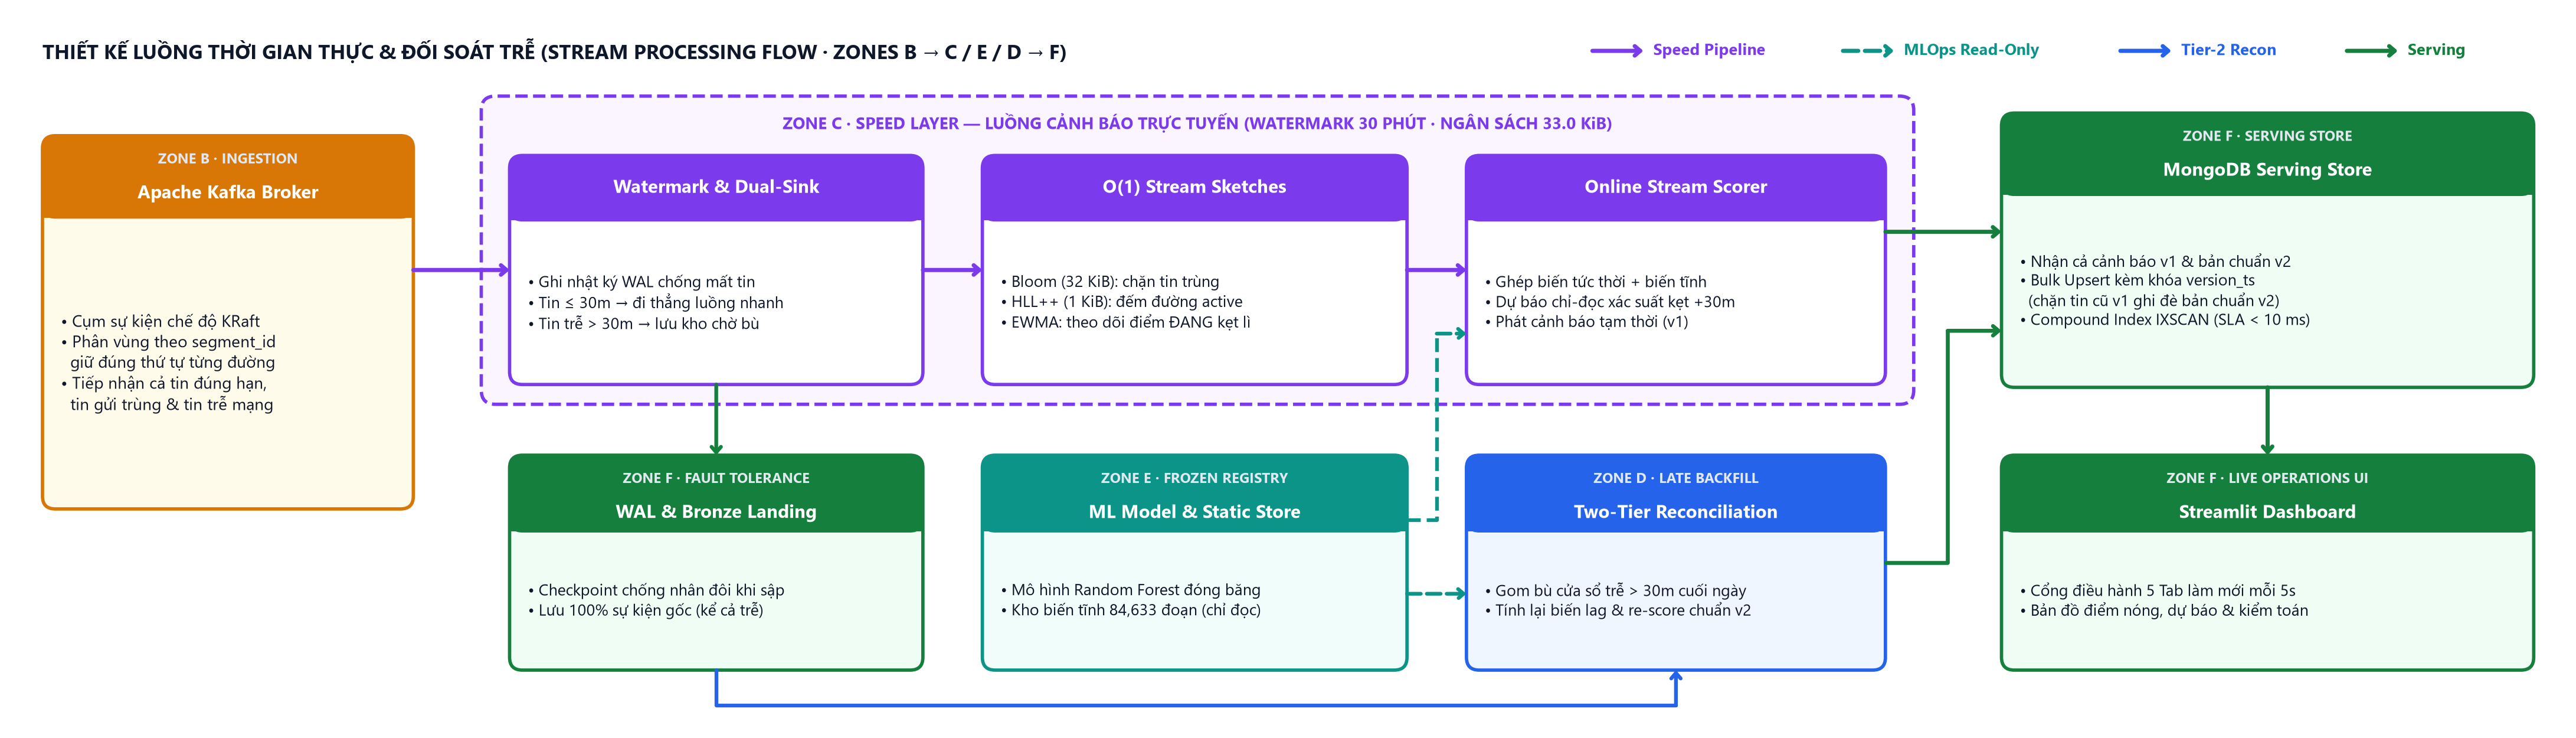 THIẾT KẾ LUỒNG THỜI GIAN THỰC & ĐỐI SOÁT TRỄ (STREAM PROCESSING FLOW · ZONES B → C / E / D → F)
Speed Pipeline
MLOps Read-Only
Tier-2 Recon
Serving
ZONE B · INGESTION
Apache Kafka Broker
• Cụm sự kiện chế độ KRaft
• Phân vùng theo segment_id
giữ đúng thứ tự từng đường
• Tiếp nhận cả tin đúng hạn,
tin gửi trùng & tin trễ mạng
ZONE C · SPEED LAYER — LUỒNG CẢNH BÁO TRỰC TUYẾN (WATERMARK 30 PHÚT · NGÂN SÁCH 33.0 KiB)
Watermark & Dual-Sink
• Ghi nhật ký WAL chống mất tin
• Tin ≤ 30m → đi thẳng luồng nhanh
• Tin trễ > 30m → lưu kho chờ bù
O(1) Stream Sketches
• Bloom (32 KiB): chặn tin trùng
• HLL++ (1 KiB): đếm đường active
• EWMA: theo dõi điểm ĐANG kẹt lì
Online Stream Scorer
• Ghép biến tức thời + biến tĩnh
• Dự báo chỉ-đọc xác suất kẹt +30m
• Phát cảnh báo tạm thời (v1)
ZONE F · SERVING STORE
MongoDB Serving Store
• Nhận cả cảnh báo v1 & bản chuẩn v2
• Bulk Upsert kèm khóa version_ts
(chặn tin cũ v1 ghi đè bản chuẩn v2)
• Compound Index IXSCAN (SLA < 10 ms)
ZONE F · FAULT TOLERANCE
WAL & Bronze Landing
• Checkpoint chống nhân đôi khi sập
• Lưu 100% sự kiện gốc (kể cả trễ)
ZONE E · FROZEN REGISTRY
ML Model & Static Store
• Mô hình Random Forest đóng băng
• Kho biến tĩnh 84,633 đoạn (chỉ đọc)
ZONE D · LATE BACKFILL
Two-Tier Reconciliation
• Gom bù cửa sổ trễ > 30m cuối ngày
• Tính lại biến lag & re-score chuẩn v2
ZONE F · LIVE OPERATIONS UI
Streamlit Dashboard
• Cổng điều hành 5 Tab làm mới mỗi 5s
• Bản đồ điểm nóng, dự báo & kiểm toán